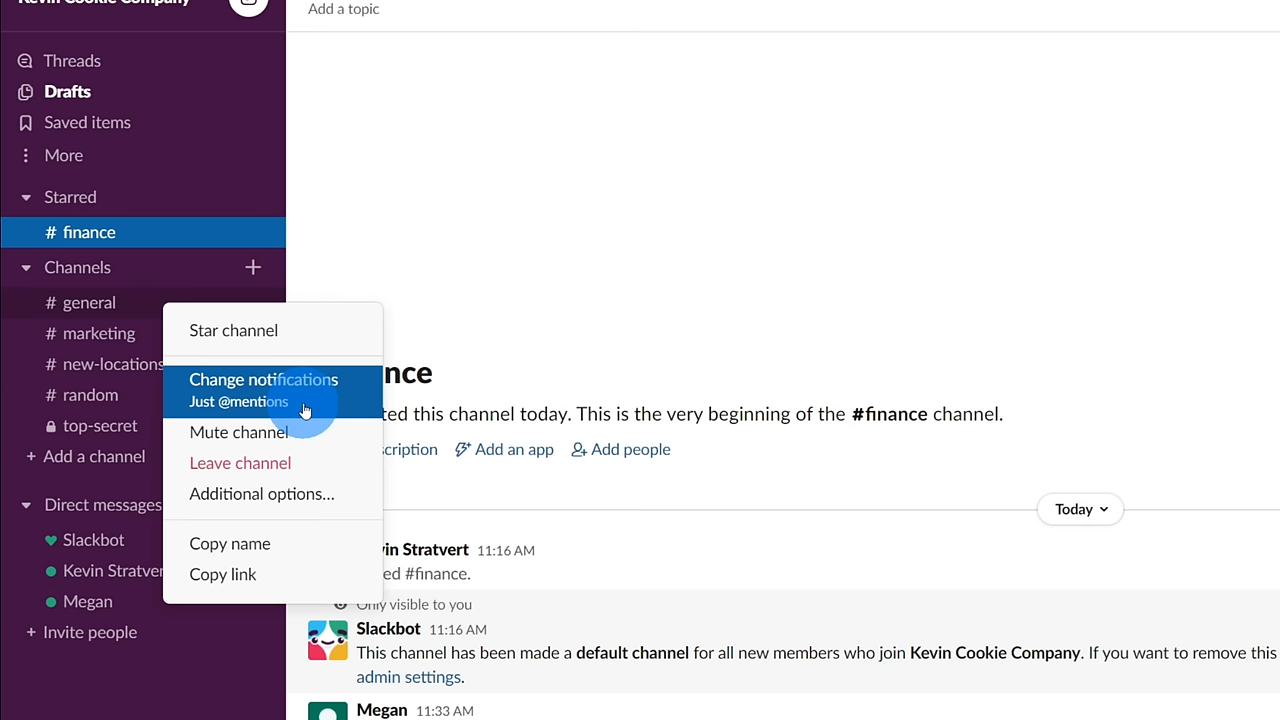 Kevin Cookie Company
Add a topic
Threads
Drafts
Saved items
More
Starred
# finance
Channels +
# general
# marketing
# new-locations
# random
top-secret
+ Add a channel
Direct messages
Slackbot
Kevin Stratver
Megan
+ Invite people
Star channel
Change notifications
Just @mentions
Mute channel
Leave channel
Additional options...
Copy name
Copy link
nce
ted this channel today. This is the very beginning of the #finance channel.
scription Add an app Add people
Today
vin Stratvert 11:16 AM
ed #finance.
Only visible to you
Slackbot 11:16 AM
This channel has been made a default channel for all new members who join Kevin Cookie Company. If you want to remove this
admin settings.
Megan 11:33 AM